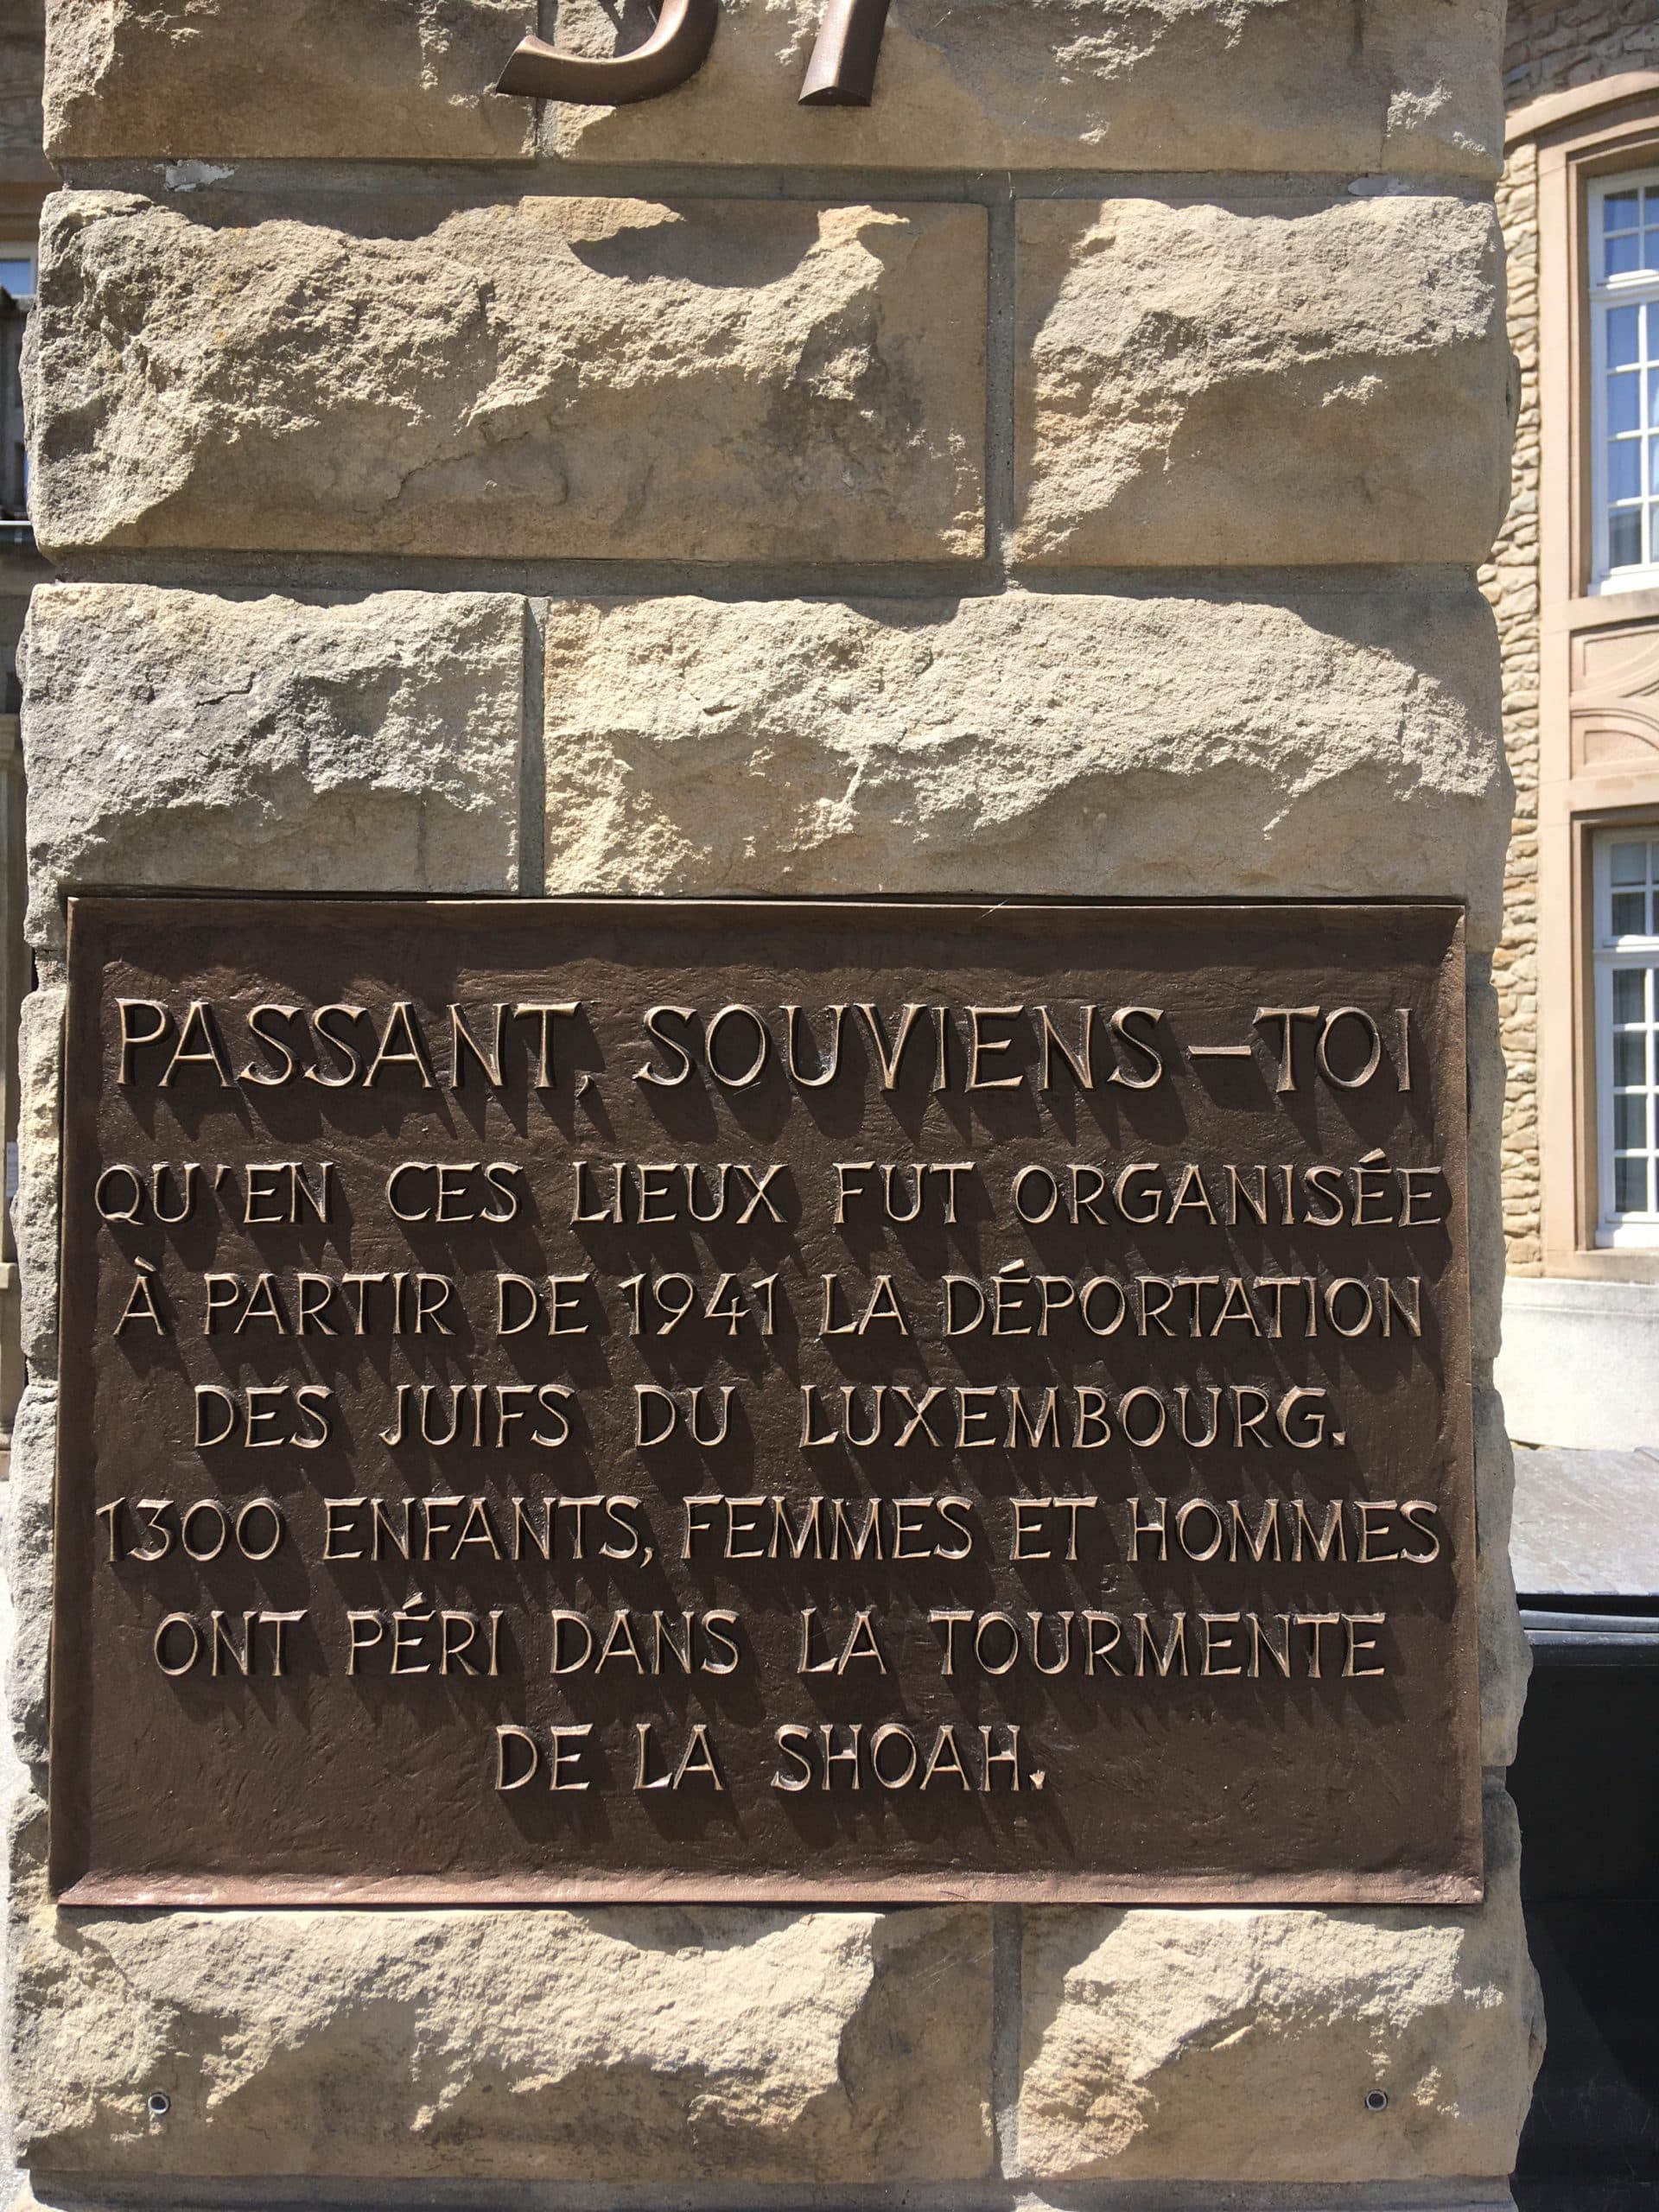 PASSANT, SOUVIENS-TOI
QU'EN CES LIEUX FUT ORGANISÉE
À PARTIR DE 1941 LA DÉPORTATION
DES JUIFS DU LUXEMBOURG.
1300 ENFANTS, FEMMES ET HOMMES
ONT PÉRI DANS LA TOURMENTE
DE LA SHOAH.